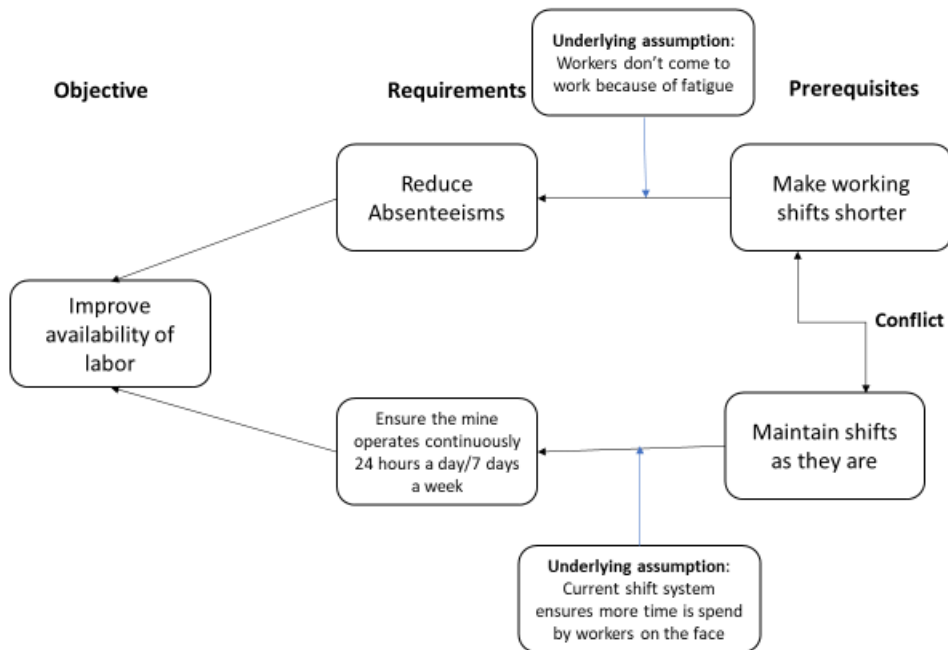 Underlying assumption:
Workers don't come to
work because of fatigue
Objective
Requirements
Prerequisites
Reduce
Absenteeisms
Make working
shifts shorter
Improve
availability of
labor
Conflict
Ensure the mine
operates continuously
24 hours a day/7 days
a week
Maintain shifts
as they are
Underlying assumption:
Current shift system
ensures more time is spend
by workers on the face